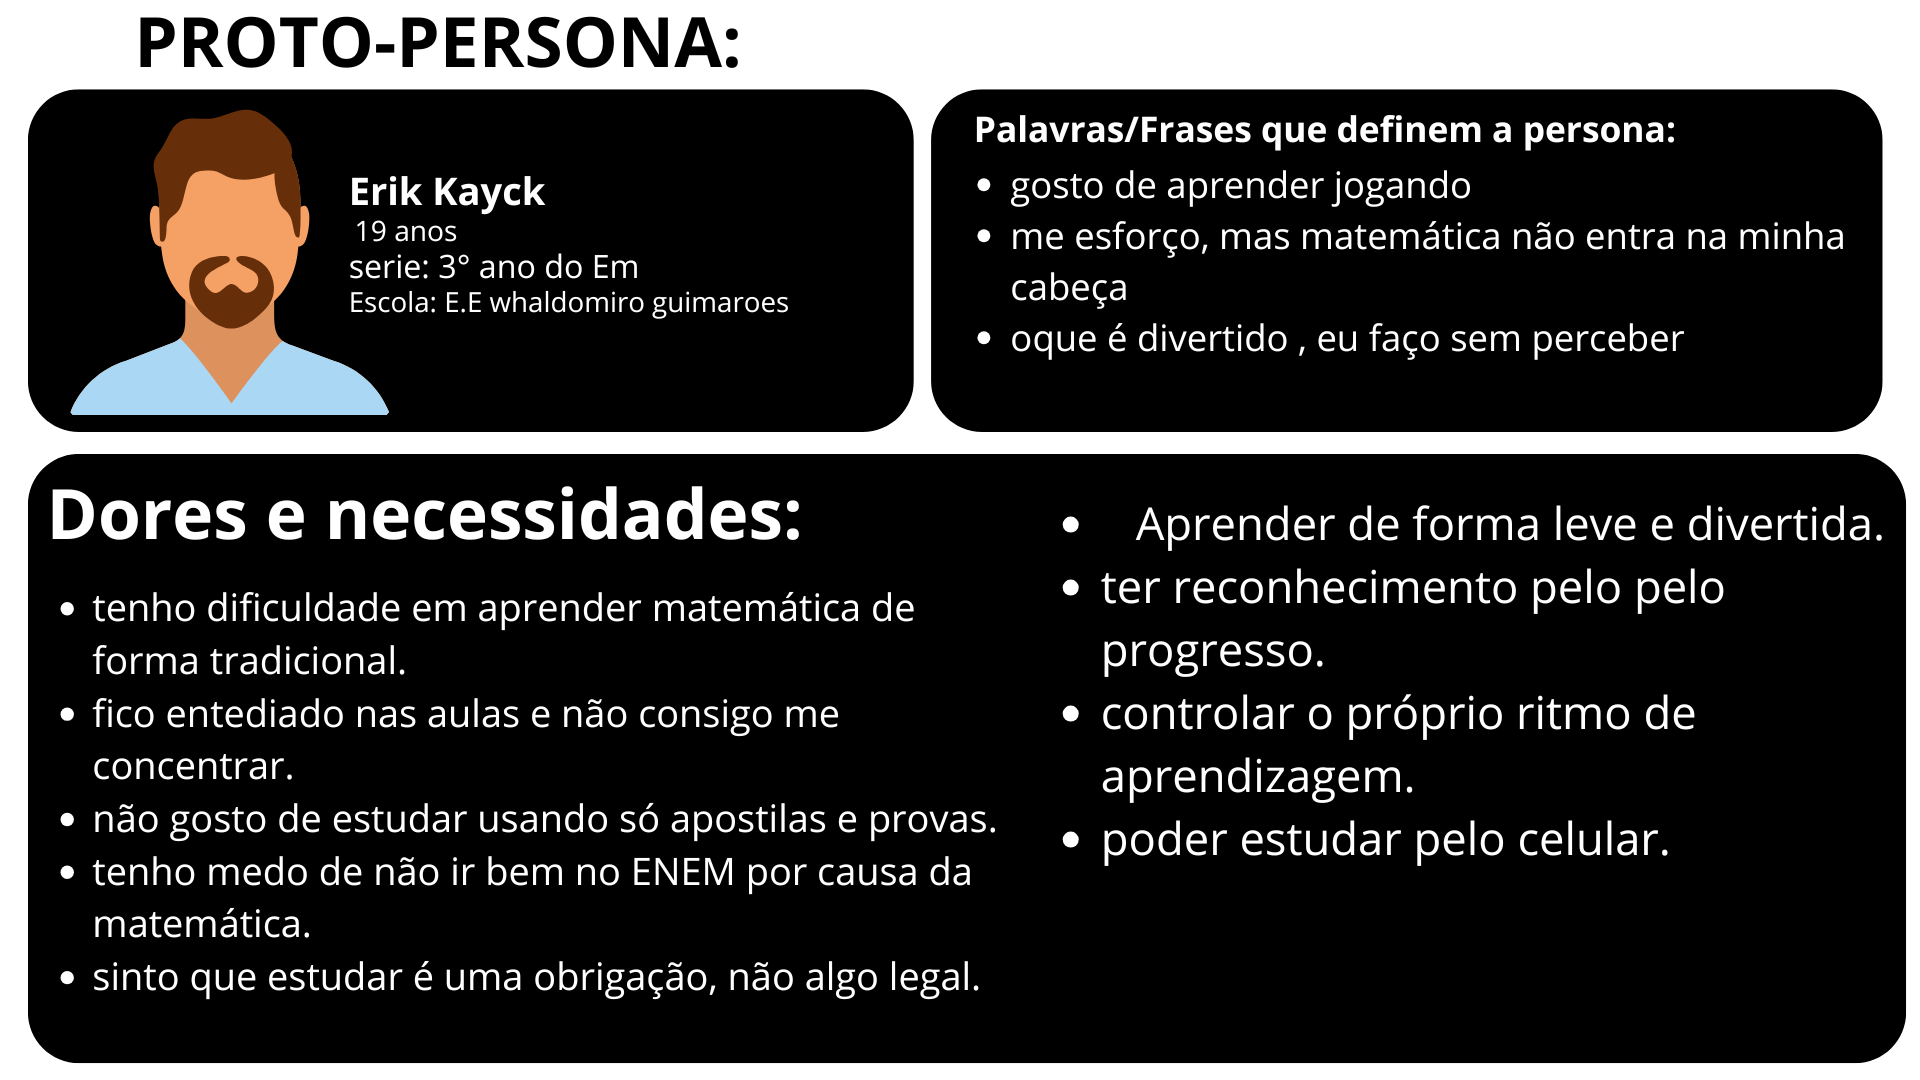 PROTO-PERSONA:
Erik Kayck
19 anos
serie: 3° ano do Em
Escola: E.E whaldomiro guimaroes
Palavras/Frases que definem a persona:
• gosto de aprender jogando
• me esforço, mas matemática não entra na minha
cabeça
• oque é divertido , eu faço sem perceber
Dores e necessidades:
• tenho dificuldade em aprender matemática de
forma tradicional.
• fico entediado nas aulas e não consigo me
concentrar.
• não gosto de estudar usando só apostilas e provas.
• tenho medo de não ir bem no ENEM por causa da
matemática.
• sinto que estudar é uma obrigação, não algo legal.
• Aprender de forma leve e divertida.
• ter reconhecimento pelo pelo
progresso.
• controlar o próprio ritmo de
aprendizagem.
• poder estudar pelo celular.